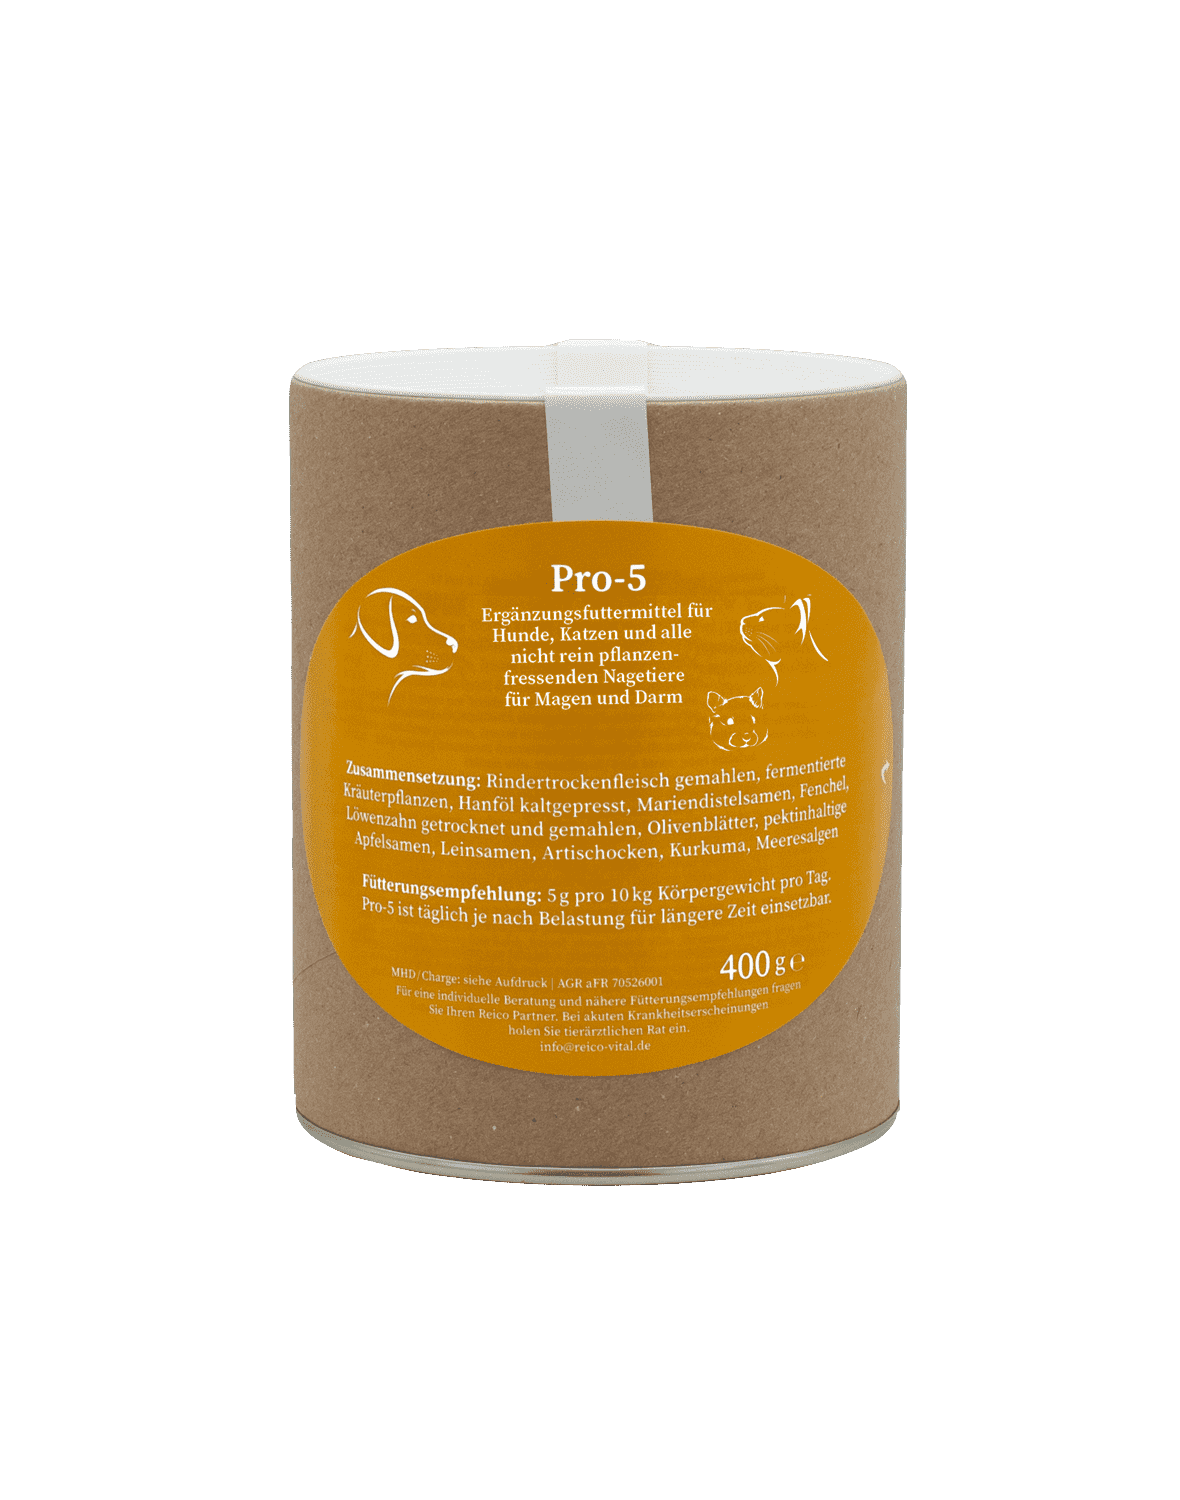 Pro-5
Ergänzungsfuttermittel für
Hunde, Katzen und alle
nicht rein pflanzen-
fressenden Nagetiere
für Magen und Darm
Zusammensetzung: Rindertrockenfleisch gemahlen, fermentierte
Kräuterpflanzen, Hanföl kaltgepresst, Mariendistelsamen, Fenchel,
Löwenzahn getrocknet und gemahlen, Olivenblätter, pektinhaltige
Apfelsamen, Leinsamen, Artischocken, Kurkuma, Meeresalgen
Fütterungsempfehlung: 5 g pro 10 kg Körpergewicht pro Tag.
Pro-5 ist täglich je nach Belastung für längere Zeit einsetzbar.
400 g ℮
MHD/Charge: siehe Aufdruck | AGR aFR 70526001
Für eine individuelle Beratung und nähere Fütterungsempfehlungen fragen
Sie Ihren Reico Partner. Bei akuten Krankheitserscheinungen
holen Sie tierärztlichen Rat ein.
info@reico-vital.de